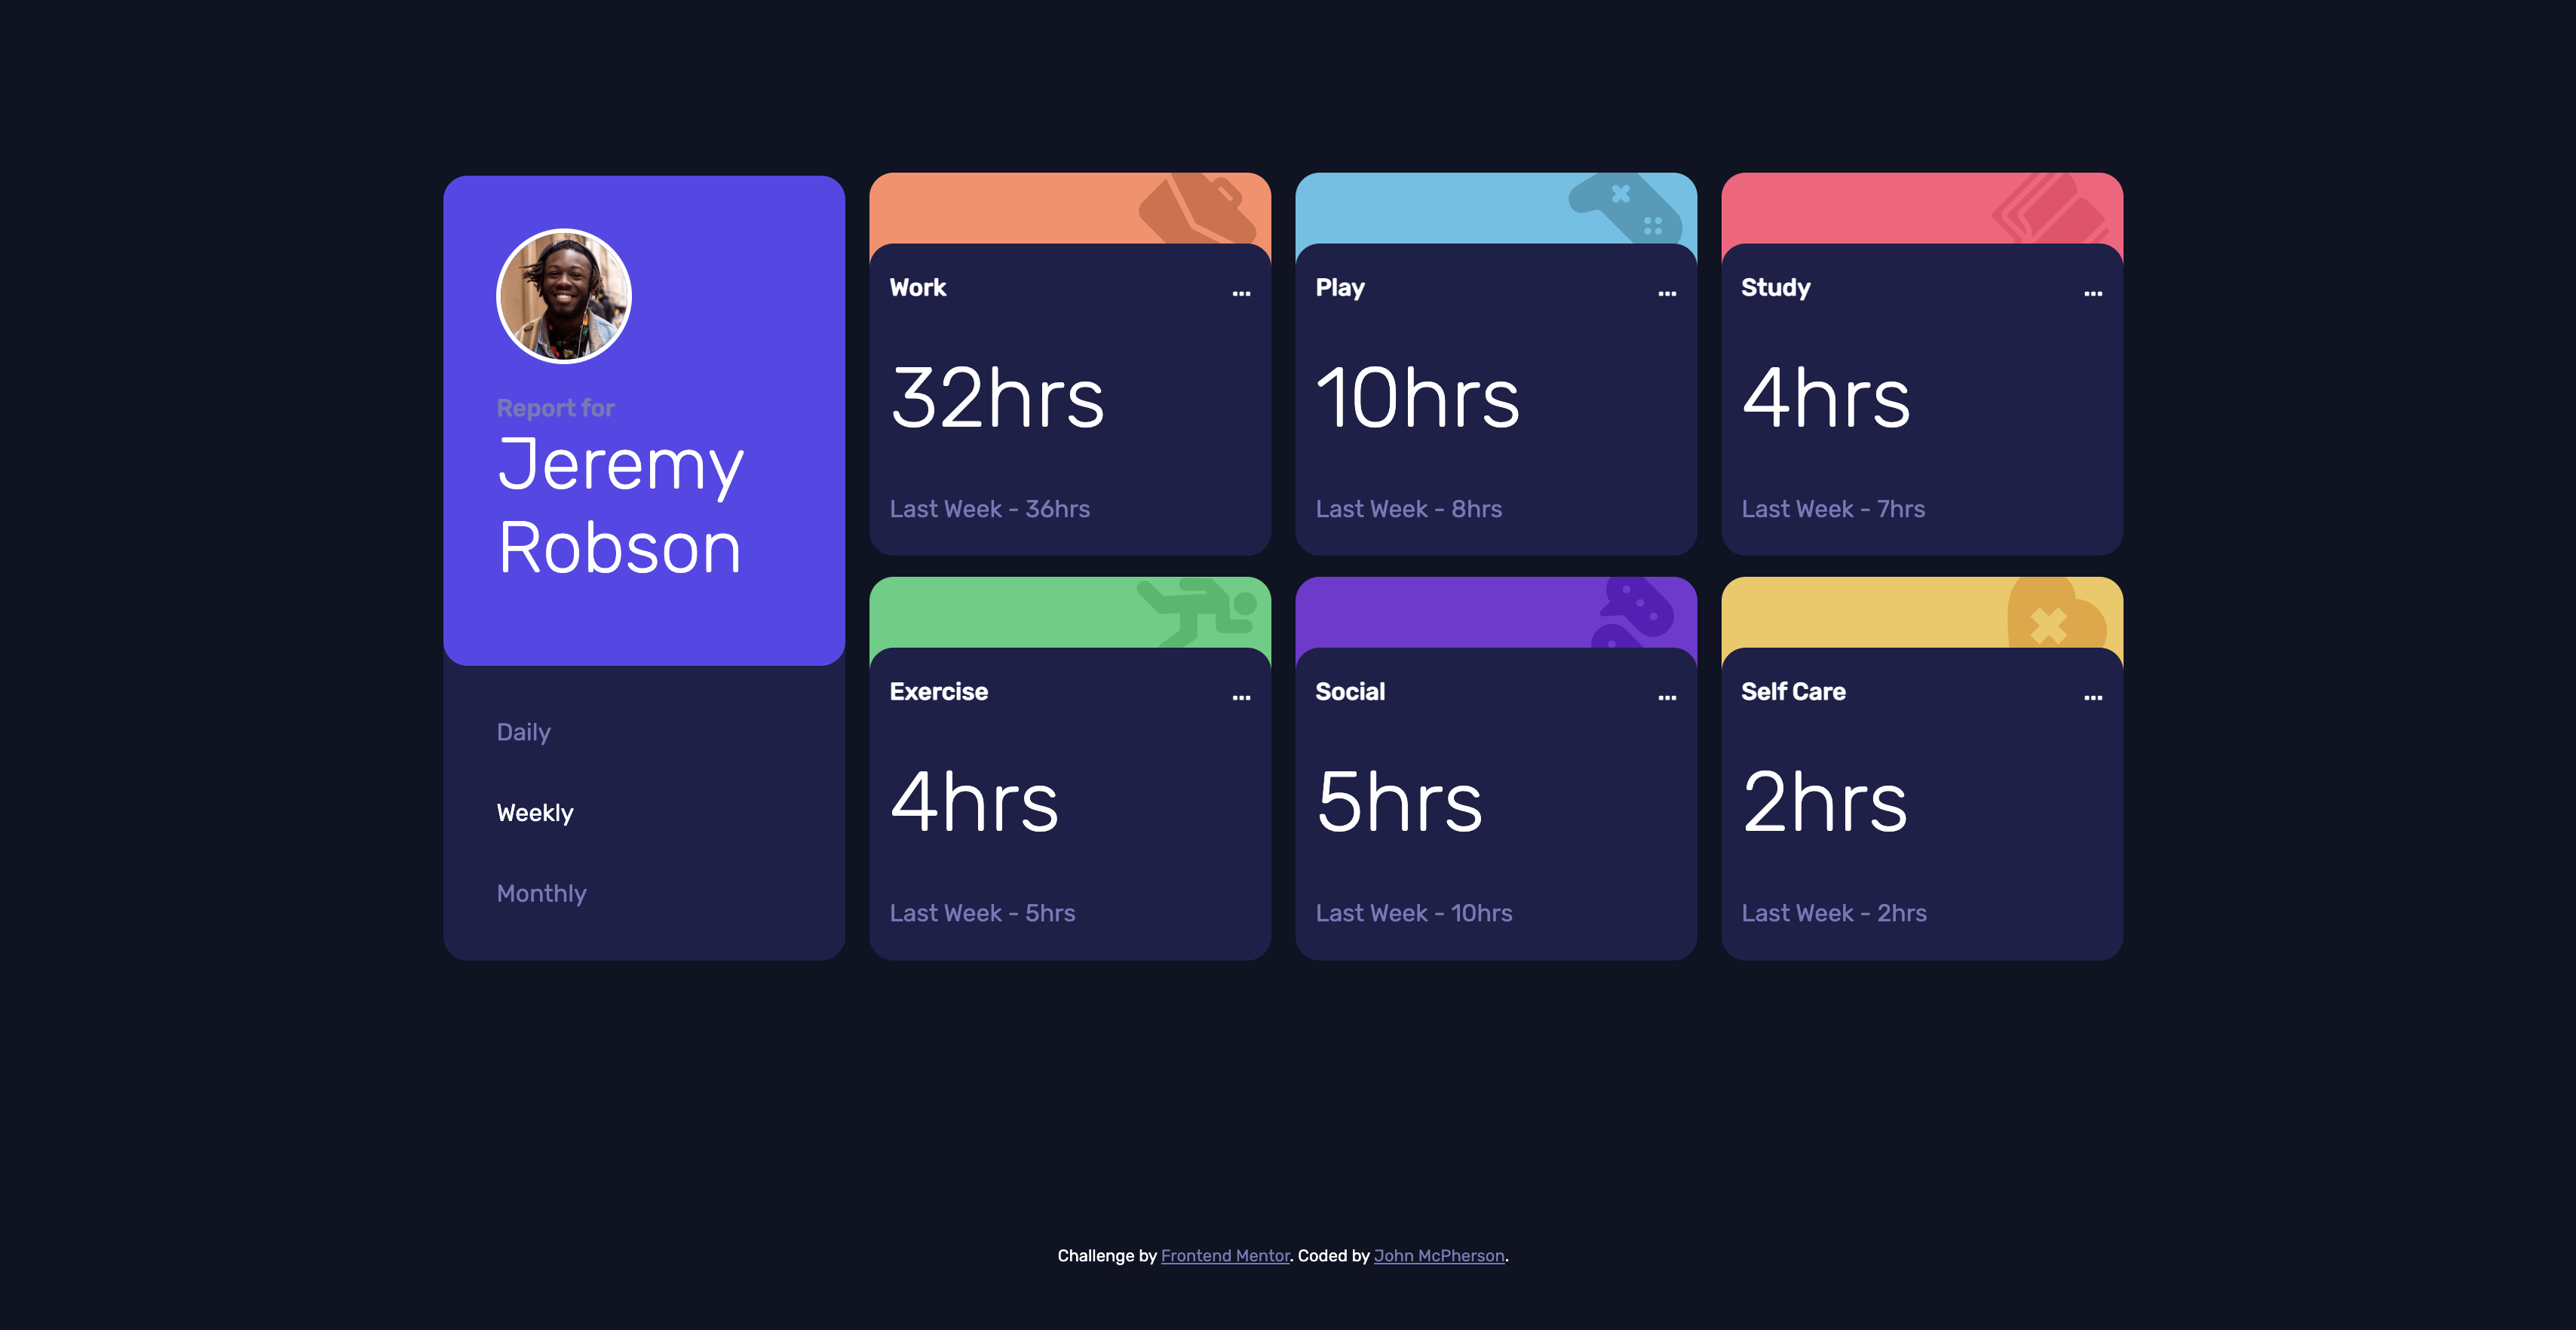 Report for
Jeremy
Robson
Daily
Weekly
Monthly
Work ...
32hrs
Last Week - 36hrs
Play ...
10hrs
Last Week - 8hrs
Study ...
4hrs
Last Week - 7hrs
Exercise ...
4hrs
Last Week - 5hrs
Social ...
5hrs
Last Week - 10hrs
Self Care ...
2hrs
Last Week - 2hrs
Challenge by Frontend Mentor. Coded by John McPherson.